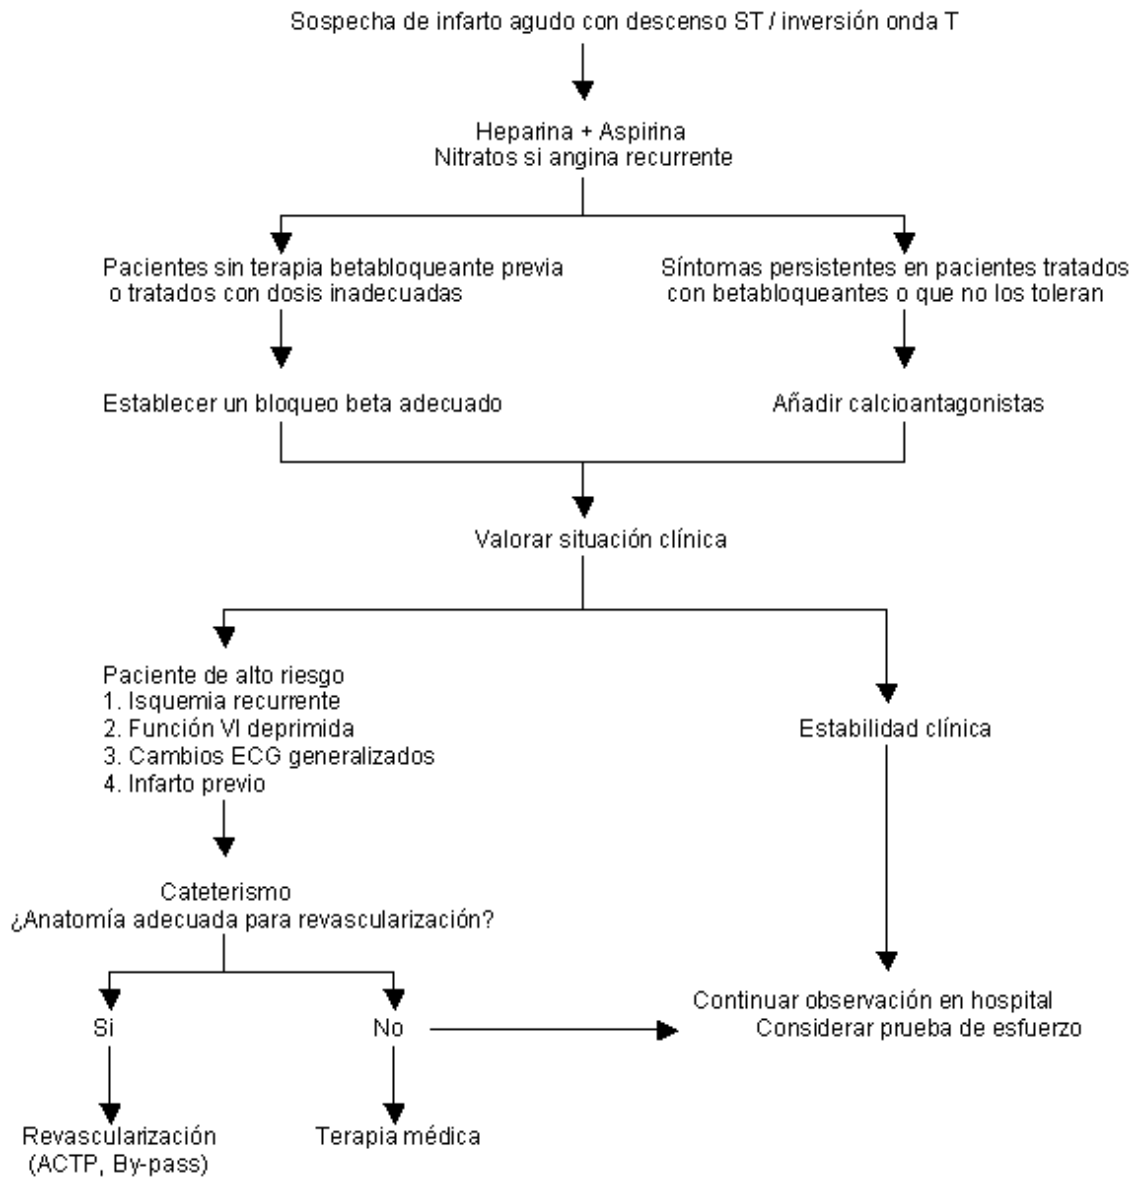 Sospecha de infarto agudo con descenso ST / inversión onda T
Heparina + Aspirina
Nitratos si angina recurrente
Pacientes sin terapia betabloqueante previa
o tratados con dosis inadecuadas
Síntomas persistentes en pacientes tratados
con betabloqueantes o que no los toleran
Establecer un bloqueo beta adecuado
Añadir calcioantagonistas
Valorar situación clínica
Paciente de alto riesgo
1. Isquemia recurrente
2. Función VI deprimida
3. Cambios ECG generalizados
4. Infarto previo
Estabilidad clínica
Cateterismo
¿Anatomía adecuada para revascularización?
Si
No
Continuar observación en hospital
Considerar prueba de esfuerzo
Revascularización
(ACTP, By-pass)
Terapia médica